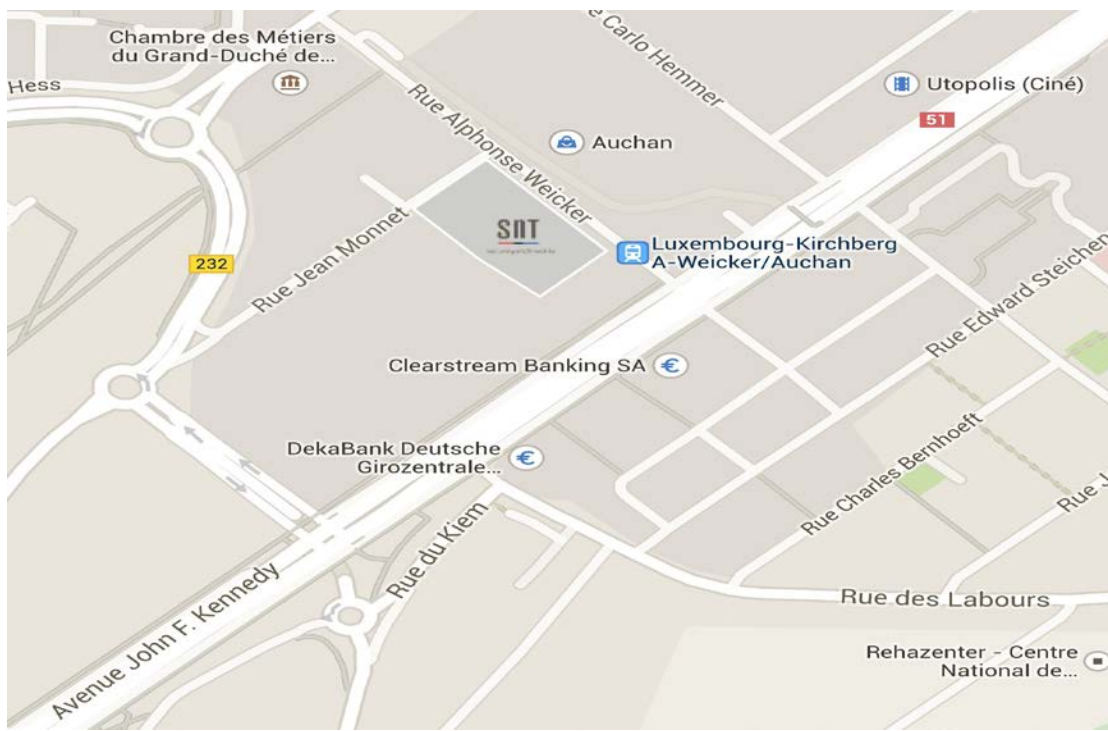 Chambre des Métiers
du Grand-Duché de...
Hess
Rue Alphonse Weicker
Carlo Hemmer
Utopolis (Ciné)
51
Auchan
SNT
Luxembourg-Kirchberg
A-Weicker/Auchan
232
Rue Jean Monnet
Rue Edward Steichen
Clearstream Banking SA
DekaBank Deutsche
Girozentrale...
Rue Charles Bernhoeft
Rue J
Rue du Kiem
Avenue John F. Kennedy
Rue des Labours
Rehazenter - Centre
National de...